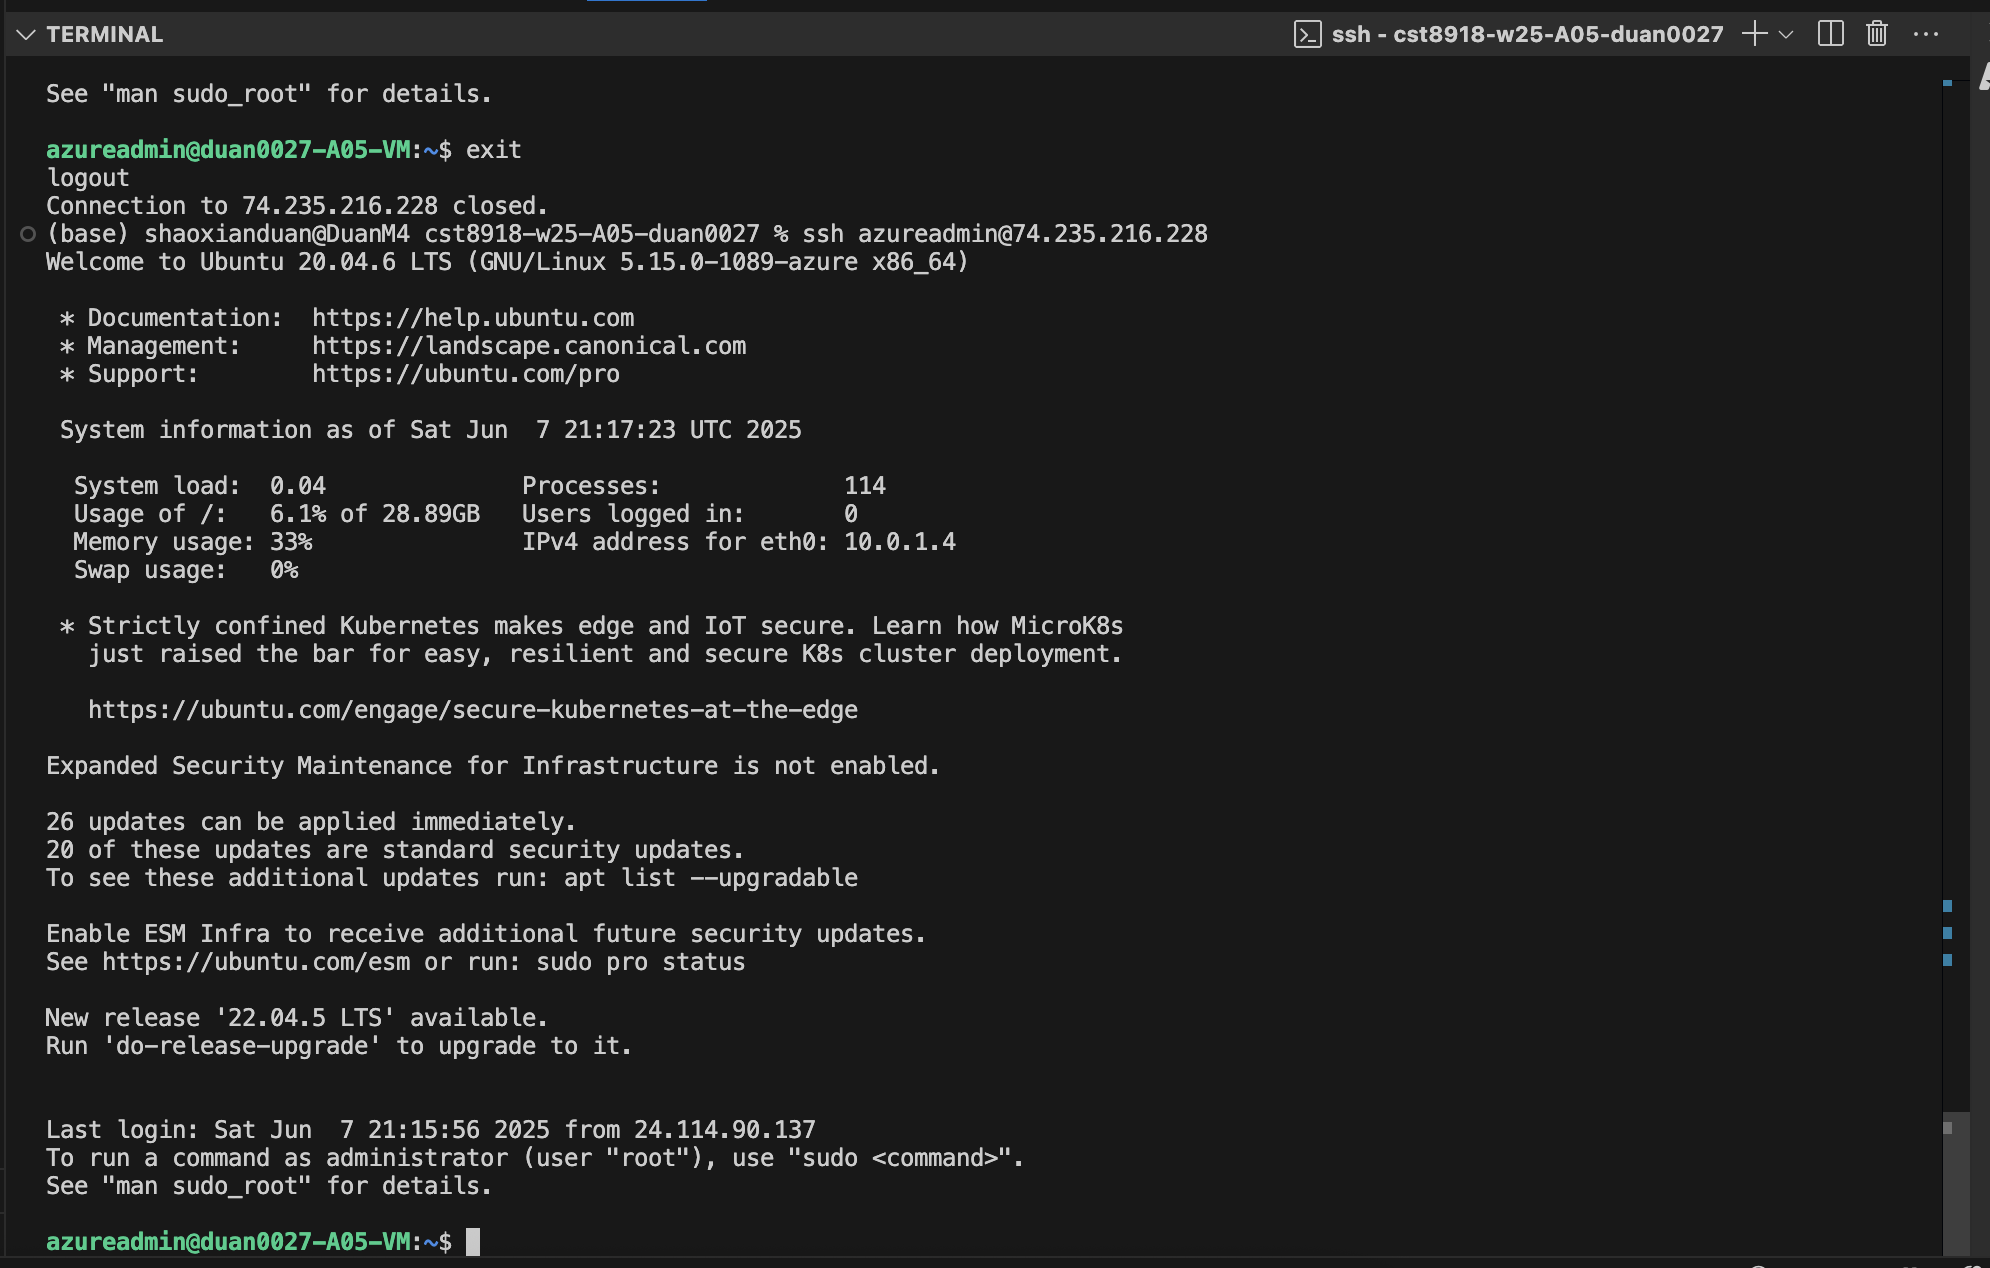 TERMINAL
ssh - cst8918-w25-A05-duan0027
See "man sudo_root" for details.
azureadmin@duan0027-A05-VM:~$ exit
logout
Connection to 74.235.216.228 closed.
(base) shaoxianduan@DuanM4 cst8918-w25-A05-duan0027 % ssh azureadmin@74.235.216.228
Welcome to Ubuntu 20.04.6 LTS (GNU/Linux 5.15.0-1089-azure x86_64)
* Documentation:  https://help.ubuntu.com
* Management:     https://landscape.canonical.com
* Support:        https://ubuntu.com/pro
System information as of Sat Jun  7 21:17:23 UTC 2025
System load:  0.04              Processes:             114
Usage of /:   6.1% of 28.89GB   Users logged in:       0
Memory usage: 33%               IPv4 address for eth0: 10.0.1.4
Swap usage:   0%
* Strictly confined Kubernetes makes edge and IoT secure. Learn how MicroK8s
just raised the bar for easy, resilient and secure K8s cluster deployment.
https://ubuntu.com/engage/secure-kubernetes-at-the-edge
Expanded Security Maintenance for Infrastructure is not enabled.
26 updates can be applied immediately.
20 of these updates are standard security updates.
To see these additional updates run: apt list --upgradable
Enable ESM Infra to receive additional future security updates.
See https://ubuntu.com/esm or run: sudo pro status
New release '22.04.5 LTS' available.
Run 'do-release-upgrade' to upgrade to it.
Last login: Sat Jun  7 21:15:56 2025 from 24.114.90.137
To run a command as administrator (user "root"), use "sudo <command>".
See "man sudo_root" for details.
azureadmin@duan0027-A05-VM:~$